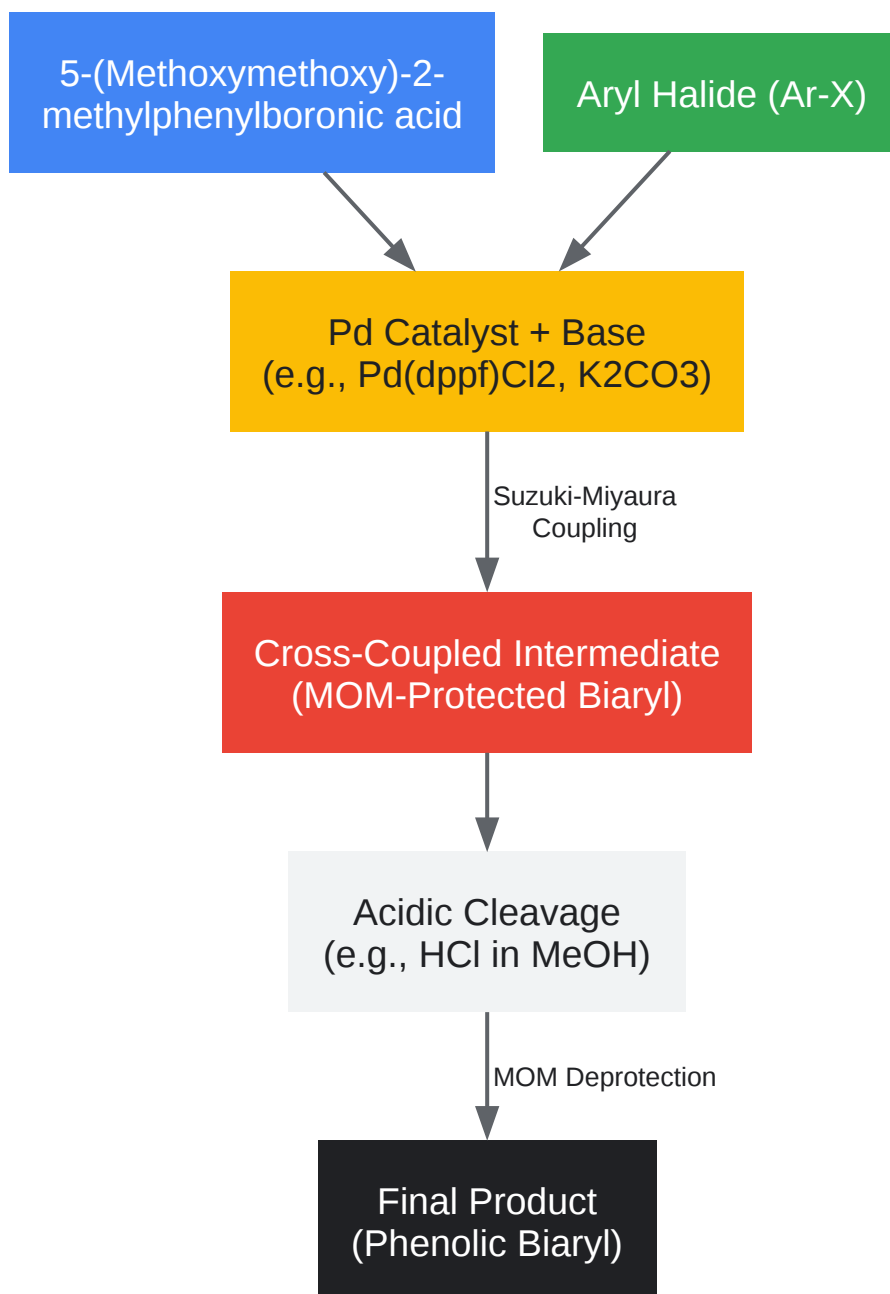 5-(Methoxymethoxy)-2-
methylphenylboronic acid
Aryl Halide (Ar-X)
Pd Catalyst + Base
(e.g., Pd(dppf)Cl2, K2CO3)
Suzuki-Miyaura
Coupling
Cross-Coupled Intermediate
(MOM-Protected Biaryl)
Acidic Cleavage
(e.g., HCl in MeOH)
MOM Deprotection
Final Product
(Phenolic Biaryl)